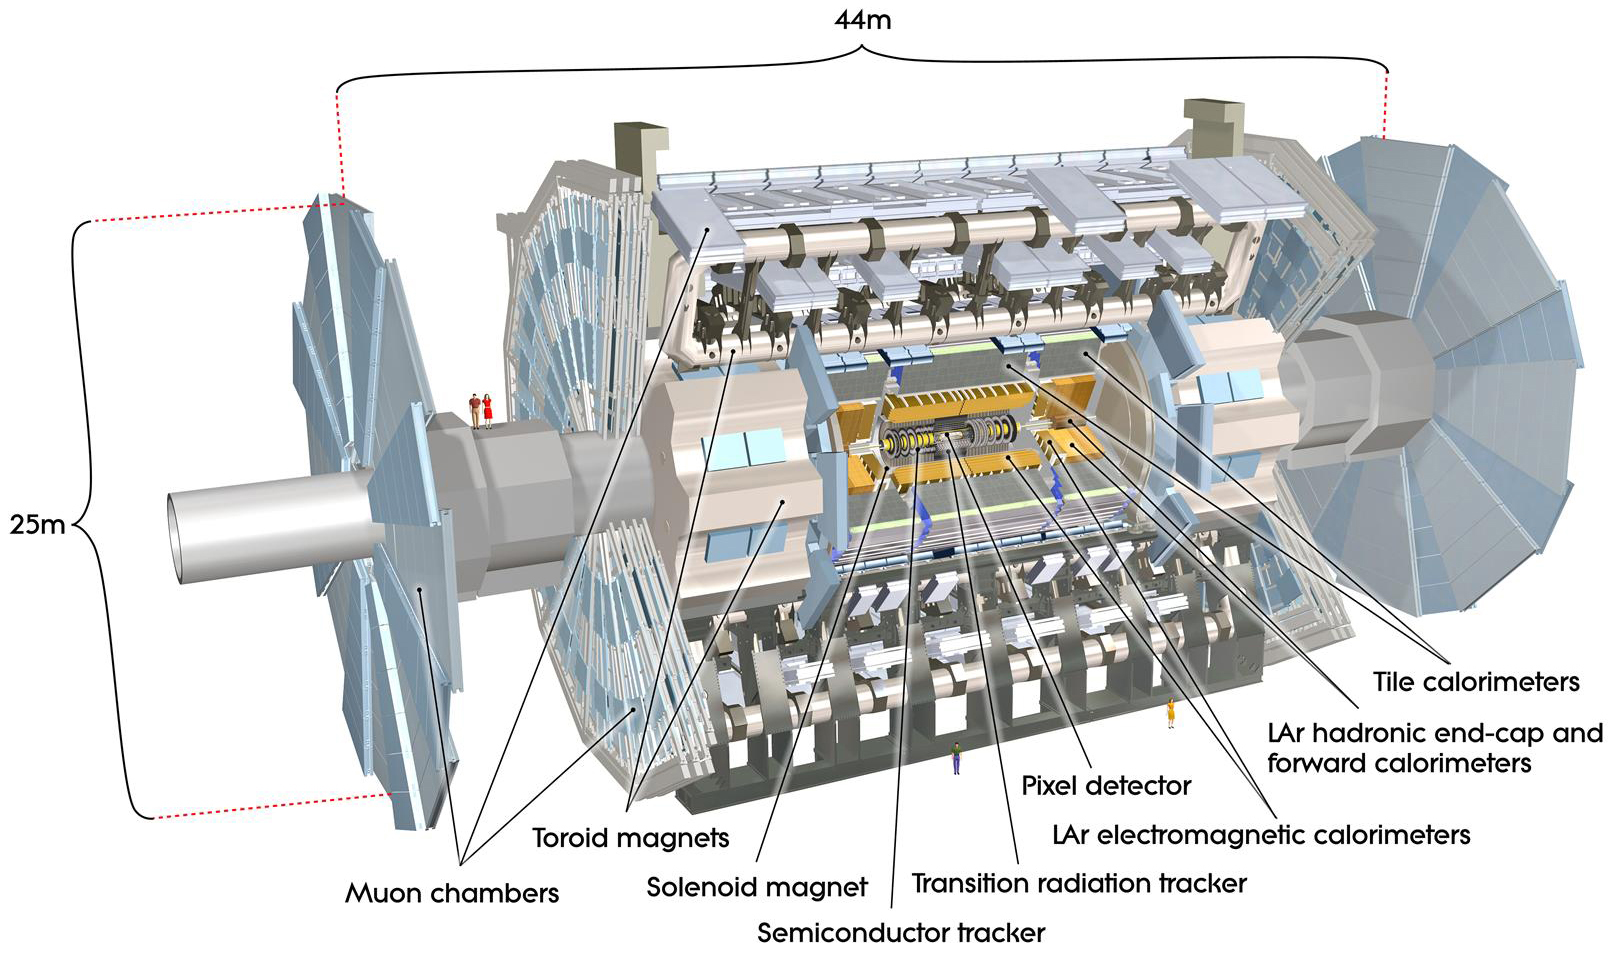 44m
25m
Tile calorimeters
LAr hadronic end-cap and
forward calorimeters
Pixel detector
LAr electromagnetic calorimeters
Toroid magnets
Transition radiation tracker
Solenoid magnet
Muon chambers
Semiconductor tracker